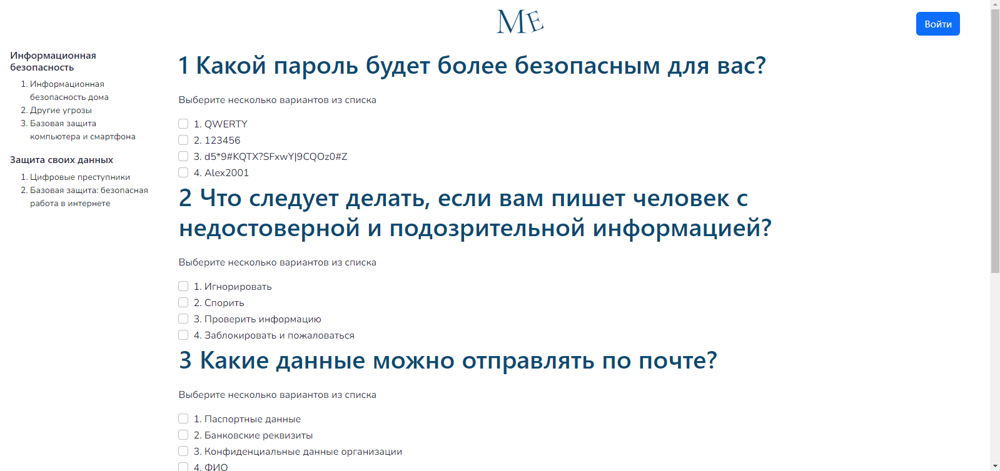 ME
Войти
Информационная
безопасность
1. Информационная
безопасность дома
2. Другие угрозы
3. Базовая защита
компьютера и смартфона
Защита своих данных
1. Цифровые преступники
2. Базовая защита: безопасная
работа в интернете
1 Какой пароль будет более безопасным для вас?
Выберите несколько вариантов из списка
1. QWERTY
2. 123456
3. d5*9#KQTX?SFxwY|9CQOz0#Z
4. Alex2001
2 Что следует делать, если вам пишет человек с
недостоверной и подозрительной информацией?
Выберите несколько вариантов из списка
1. Игнорировать
2. Спорить
3. Проверить информацию
4. Заблокировать и пожаловаться
3 Какие данные можно отправлять по почте?
Выберите несколько вариантов из списка
1. Паспортные данные
2. Банковские реквизиты
3. Конфиденциальные данные организации
4. ФИО